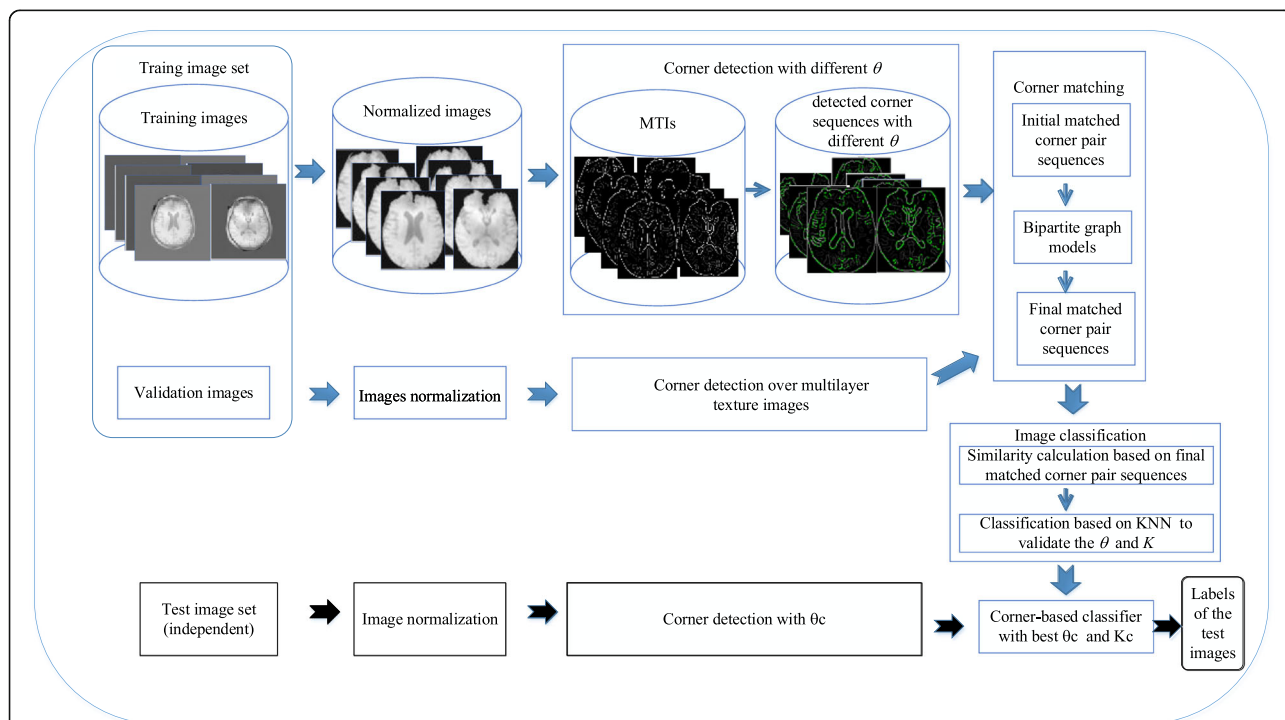 Traing image set
Training images
Normalized images
Corner detection with different θ
MTIs
detected corner
sequences with
different θ
Corner matching
Initial matched
corner pair
sequences
Bipartite graph
models
Final matched
corner pair
sequences
Validation images
Images normalization
Corner detection over multilayer
texture images
Image classification
Similarity calculation based on final
matched corner pair sequences
Classification based on KNN to
validate the θ and K
Test image set
(independent)
Image normalization
Corner detection with θc
Corner-based classifier
with best θc and Kc
Labels
of the
test
images